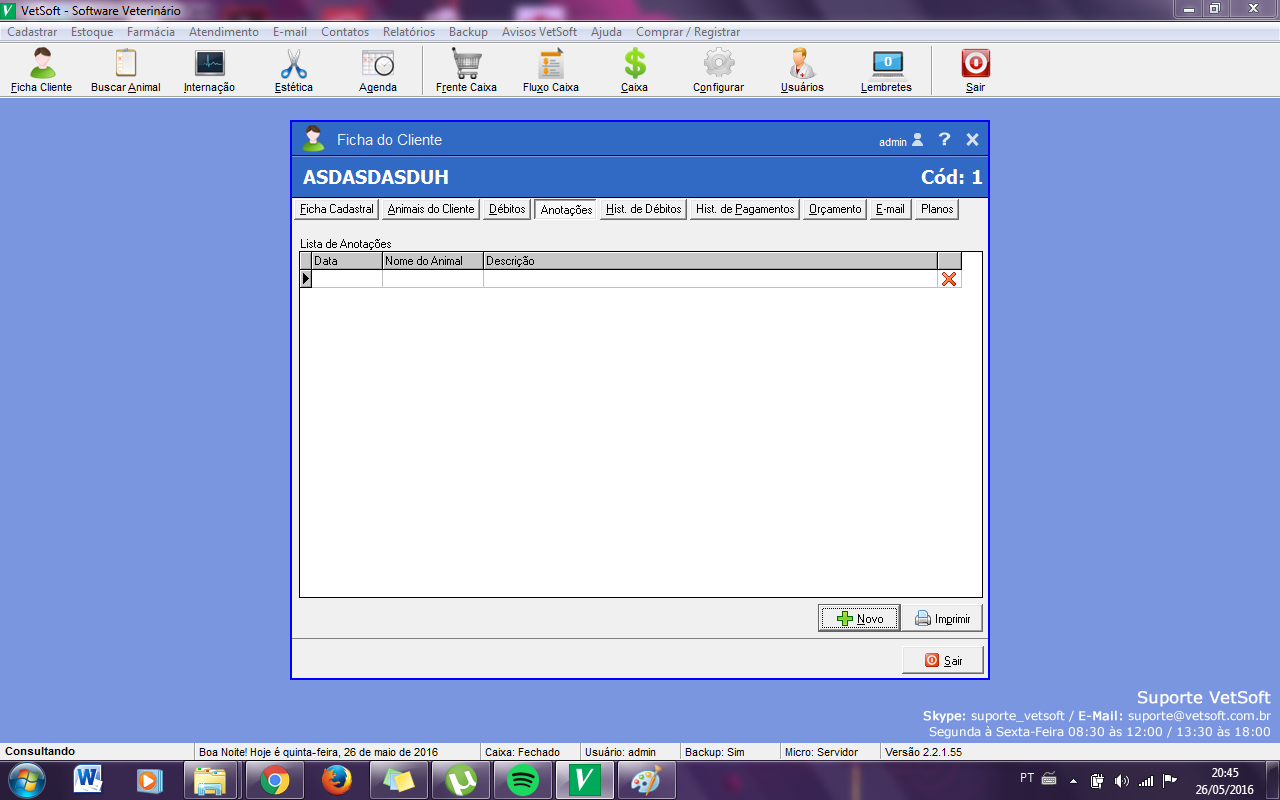 VetSoft - Software Veterinário
Cadastrar Estoque Farmácia Atendimento E-mail Contatos Relatórios Backup Avisos VetSoft Ajuda Comprar / Registrar
0
Ficha Cliente Buscar Animal Internação Estética Agenda Frente Caixa Fluxo Caixa Caixa Configurar Usuários Lembretes Sair
Ficha do Cliente admin ?
ASDASDASDUH Cód: 1
Ficha Cadastral Animais do Cliente Débitos Anotações Hist. de Débitos Hist. de Pagamentos Orçamento E-mail Planos
Lista de Anotações
Data Nome do Animal Descrição
Novo Imprimir
Sair
Suporte VetSoft
Skype: suporte_vetsoft / E-Mail: suporte@vetsoft.com.br
Segunda à Sexta-Feira 08:30 às 12:00 / 13:30 às 18:00
Consultando Boa Noite! Hoje é quinta-feira, 26 de maio de 2016 Caixa: Fechado Usuário: admin Backup: Sim Micro: Servidor Versão 2.2.1.55
PT 20:45
26/05/2016